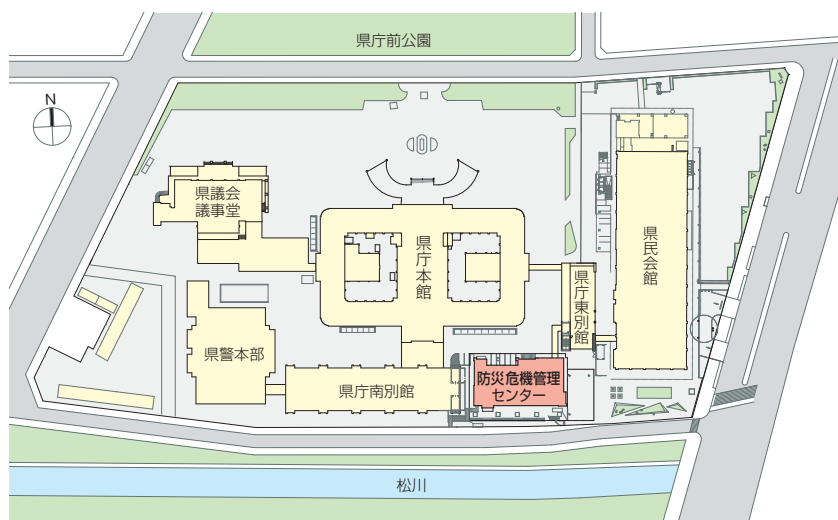 県庁前公園
N
県議会
議事堂
県庁本館
県民会館
県庁東別館
県警本部
県庁南別館
防災危機管理
センター
松川